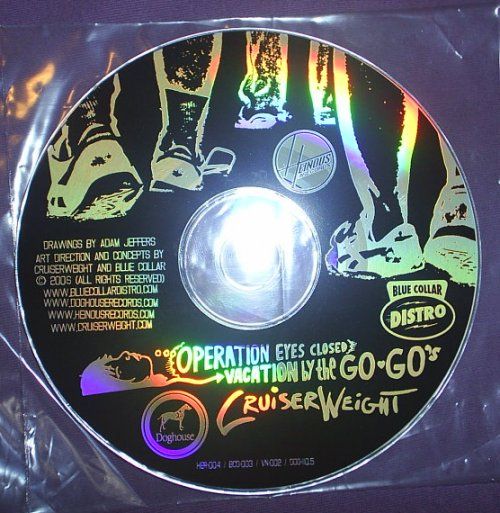 HEINOUS
DRAWINGS BY ADAM JEFFERS
ART DIRECTION AND CONCEPTS BY
CRUISERWEIGHT AND BLUE COLLAR
© 2005 (ALL RIGHTS RESERVED)
WWW.BLUECOLLARDISTRO.COM
WWW.DOGHOUSERECORDS.COM
WWW.HEINOUSRECORDS.COM
WWW.CRUISERWEIGHT.COM
BLUE COLLAR
DISTRO
OPERATION EYES CLOSED
VACATION by the GO-GO's
CRUISERWEIGHT
Doghouse